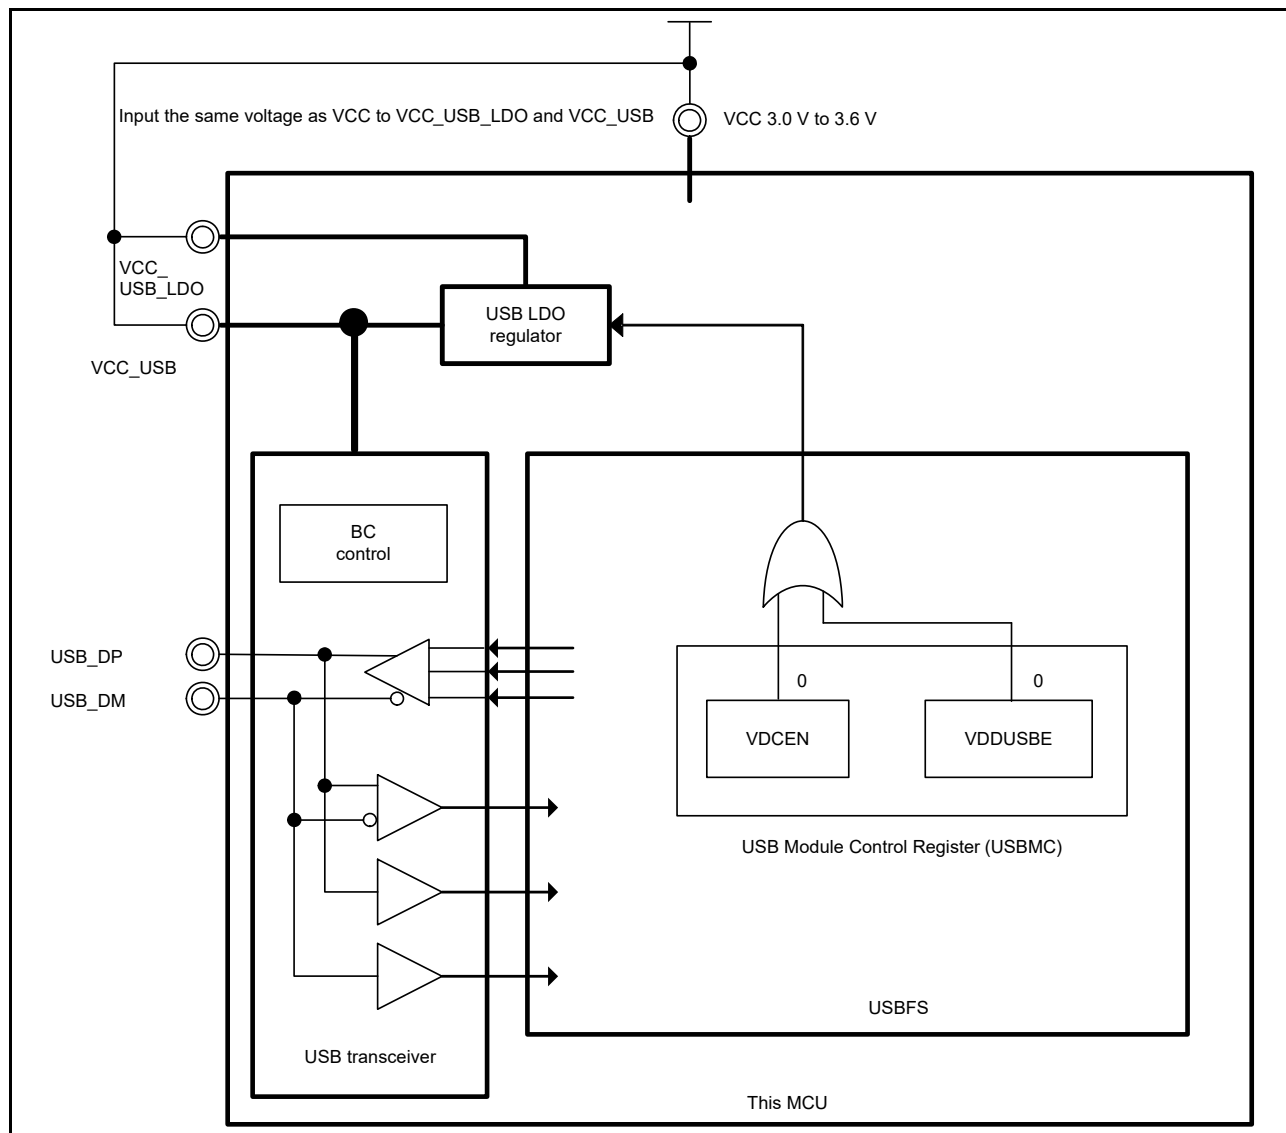 Input the same voltage as VCC to VCC_USB_LDO and VCC_USB
VCC 3.0 V to 3.6 V
VCC_
USB_LDO
USB LDO
regulator
VCC_USB
BC
control
USB_DP
USB_DM
0
0
VDCEN
VDDUSBE
USB Module Control Register (USBMC)
USBFS
USB transceiver
This MCU